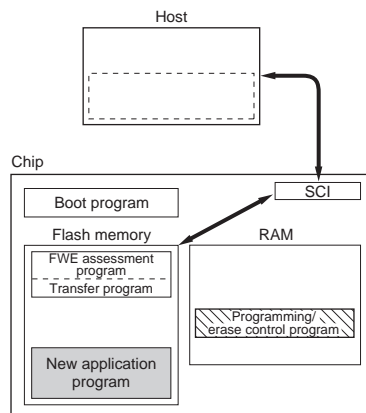 Host
Chip
SCI
Boot program
Flash memory
RAM
FWE assessment
program
Transfer program
Programming/
erase control program
New application
program